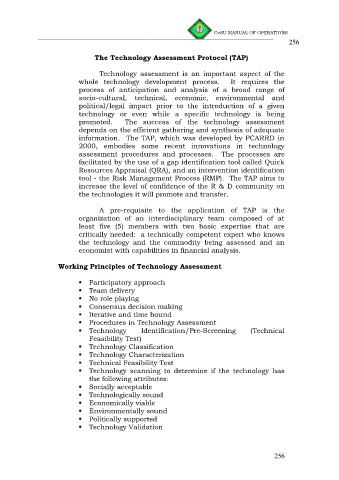 CvSU MANUAL OF OPERATIONS
256
The Technology Assessment Protocol (TAP)
Technology assessment is an important aspect of the
whole technology development process. It requires the
process of anticipation and analysis of a broad range of
socio-cultural, technical, economic, environmental and
political/legal impact prior to the introduction of a given
technology or even while a specific technology is being
promoted. The success of the technology assessment
depends on the efficient gathering and synthesis of adequate
information. The TAP, which was developed by PCARRD in
2000, embodies some recent innovations in technology
assessment procedures and processes. The processes are
facilitated by the use of a gap identification tool called Quick
Resources Appraisal (QRA), and an intervention identification
tool - the Risk Management Process (RMP). The TAP aims to
increase the level of confidence of the R & D community on
the technologies it will promote and transfer.
A pre-requisite to the application of TAP is the
organization of an interdisciplinary team composed of at
least five (5) members with two basic expertise that are
critically needed: a technically competent expert who knows
the technology and the commodity being assessed and an
economist with capabilities in financial analysis.
Working Principles of Technology Assessment
▪ Participatory approach
▪ Team delivery
▪ No role playing
▪ Consensus decision making
▪ Iterative and time bound
▪ Procedures in Technology Assessment
▪ Technology Identification/Pre-Screening (Technical
Feasibility Test)
▪ Technology Classification
▪ Technology Characterization
▪ Technical Feasibility Test
▪ Technology scanning to determine if the technology has
the following attributes:
▪ Socially acceptable
▪ Technologically sound
▪ Economically viable
▪ Environmentally sound
▪ Politically supported
▪ Technology Validation
256